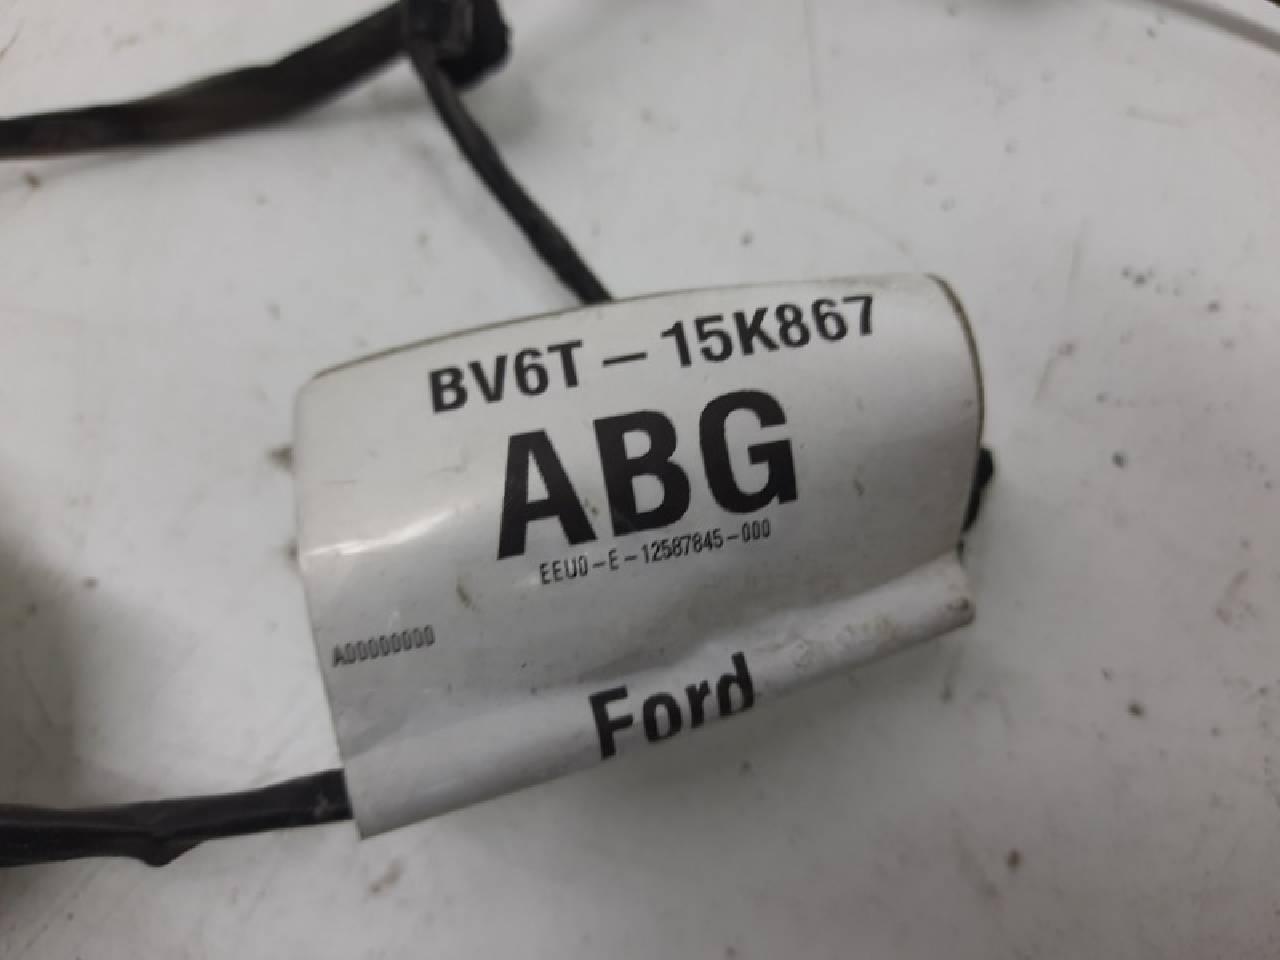 BV6T-15K867
ABG
EEU0-E-12587845-000
A00000000
Ford